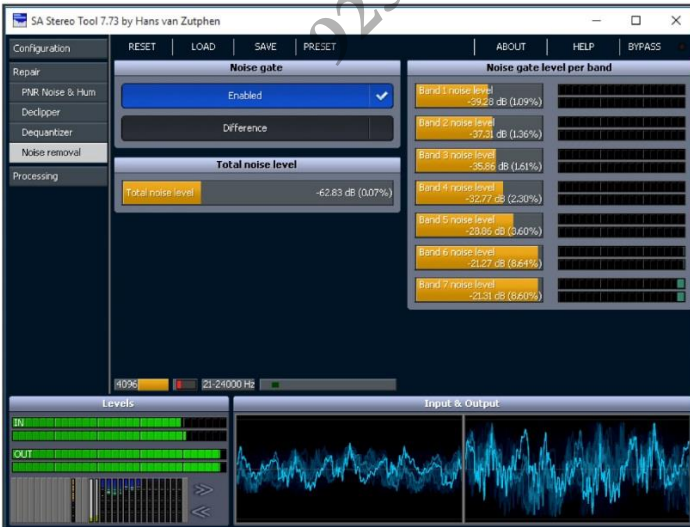 SA Stereo Tool 7.73 by Hans van Zutphen
Configuration
Repair
PNR Noise & Hum
Declipper
Dequantizer
Noise removal
Processing
RESET LOAD SAVE PRESET ABOUT HELP BYPASS
Noise gate
Enabled
Difference
Total noise level
Total noise level -62.83 dB (0.07%)
Noise gate level per band
Band 1 noise level
-39.28 dB (1.09%)
Band 2 noise level
-37.31 dB (1.36%)
Band 3 noise level
-35.86 dB (1.61%)
Band 4 noise level
-32.77 dB (2.30%)
Band 5 noise level
-28.86 dB (3.60%)
Band 6 noise level
-21.27 dB (8.64%)
Band 7 noise level
-21.31 dB (8.60%)
4096 21-24000 Hz
Levels
IN
OUT
Input & Output